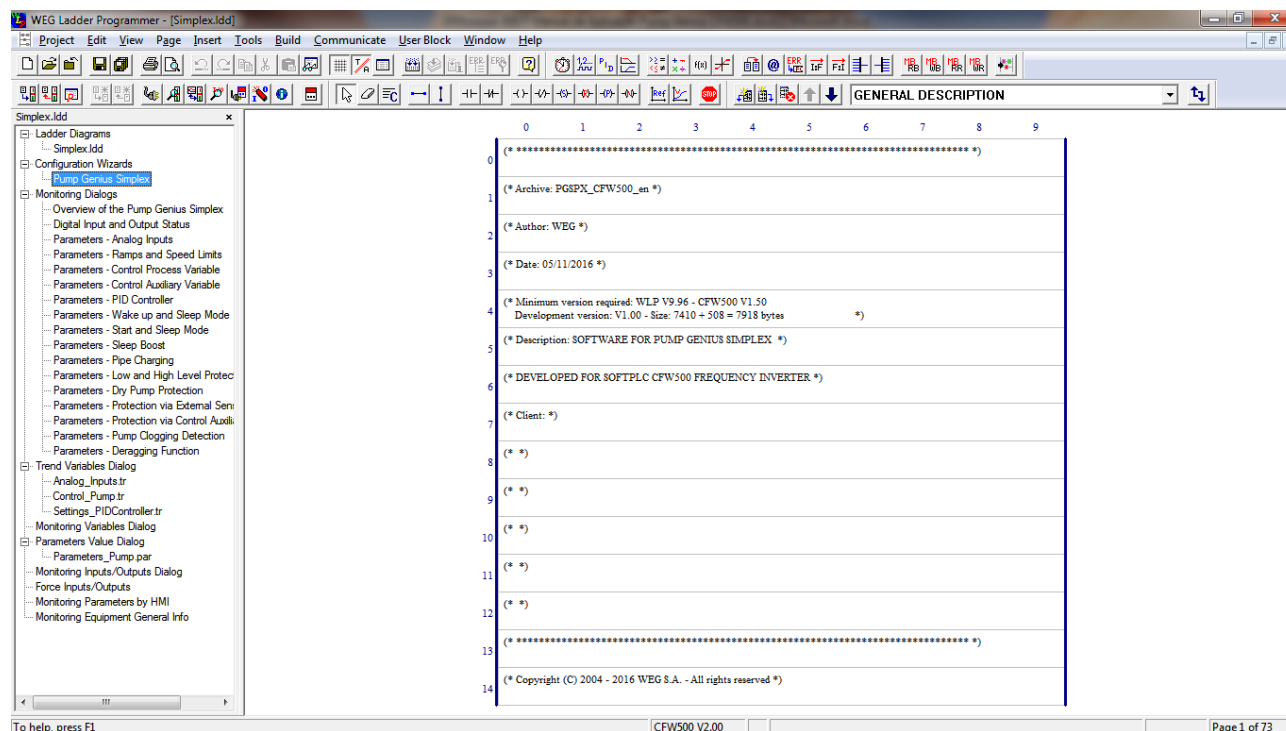 WEG Ladder Programmer - [Simplex.ldd]
Project Edit View Page Insert Tools Build Communicate User Block Window Help
GENERAL DESCRIPTION
Simplex.ldd
Ladder Diagrams
Simplex.ldd
Configuration Wizards
Pump Genius Simplex
Monitoring Dialogs
Overview of the Pump Genius Simplex
Digital Input and Output Status
Parameters - Analog Inputs
Parameters - Ramps and Speed Limits
Parameters - Control Process Variable
Parameters - Control Auxiliary Variable
Parameters - PID Controller
Parameters - Wake up and Sleep Mode
Parameters - Start and Sleep Mode
Parameters - Sleep Boost
Parameters - Pipe Charging
Parameters - Low and High Level Protec
Parameters - Dry Pump Protection
Parameters - Protection via External Sen
Parameters - Protection via Control Auxili
Parameters - Pump Clogging Detection
Parameters - Deragging Function
Trend Variables Dialog
Analog_Inputs.tr
Control_Pump.tr
Settings_PIDController.tr
Monitoring Variables Dialog
Parameters Value Dialog
Parameters_Pump.par
Monitoring Inputs/Outputs Dialog
Force Inputs/Outputs
Monitoring Parameters by HMI
Monitoring Equipment General Info
0 1 2 3 4 5 6 7 8 9
0 (* ******************************************************************************** *)
1 (* Archive: PGSPX_CFW500_en *)
2 (* Author: WEG *)
3 (* Date: 05/11/2016 *)
4 (* Minimum version required: WLP V9.96 - CFW500 V1.50
Development version: V1.00 - Size: 7410 + 508 = 7918 bytes *)
5 (* Description: SOFTWARE FOR PUMP GENIUS SIMPLEX *)
6 (* DEVELOPED FOR SOFTPLC CFW500 FREQUENCY INVERTER *)
7 (* Client: *)
8 (* *)
9 (* *)
10 (* *)
11 (* *)
12 (* *)
13 (* ******************************************************************************** *)
14 (* Copyright (C) 2004 - 2016 WEG S.A. - All rights reserved *)
To help, press F1
CFW500 V2.00
Page 1 of 73